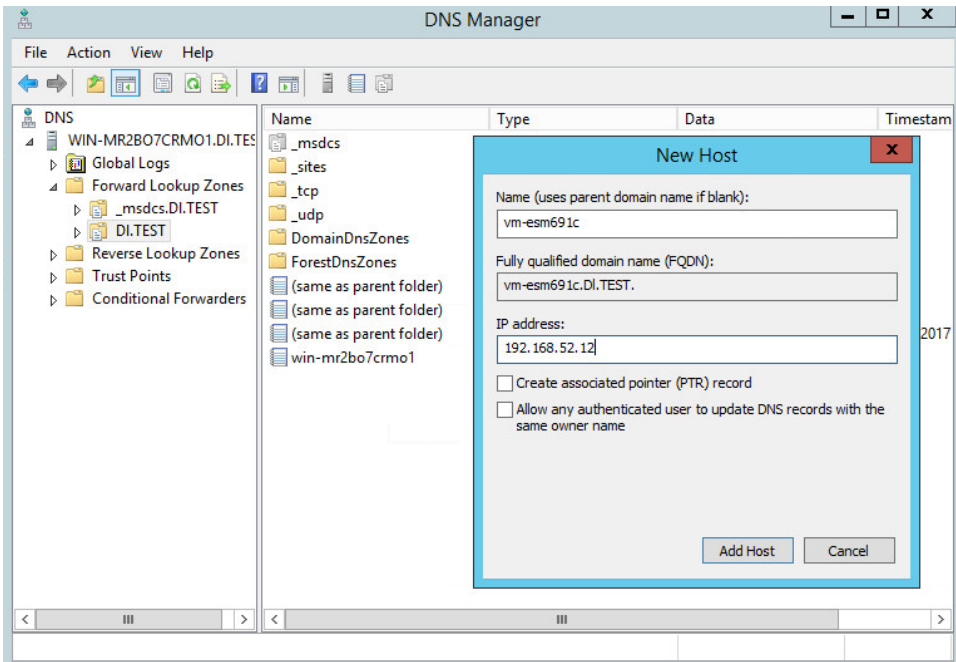 DNS Manager
X
File Action View Help
DNS
WIN-MR2BO7CRMO1.DI.TES
Global Logs
Forward Lookup Zones
_msdcs.DI.TEST
DI.TEST
Reverse Lookup Zones
Trust Points
Conditional Forwarders
Name Type Data Timestam
_msdcs
_sites
_tcp
_udp
DomainDnsZones
ForestDnsZones
(same as parent folder)
(same as parent folder)
(same as parent folder) 2017
win-mr2bo7crmo1
New Host
x
Name (uses parent domain name if blank):
vm-esm691c
Fully qualified domain name (FQDN):
vm-esm691c.DI.TEST.
IP address:
192.168.52.12
Create associated pointer (PTR) record
Allow any authenticated user to update DNS records with the
same owner name
Add Host Cancel